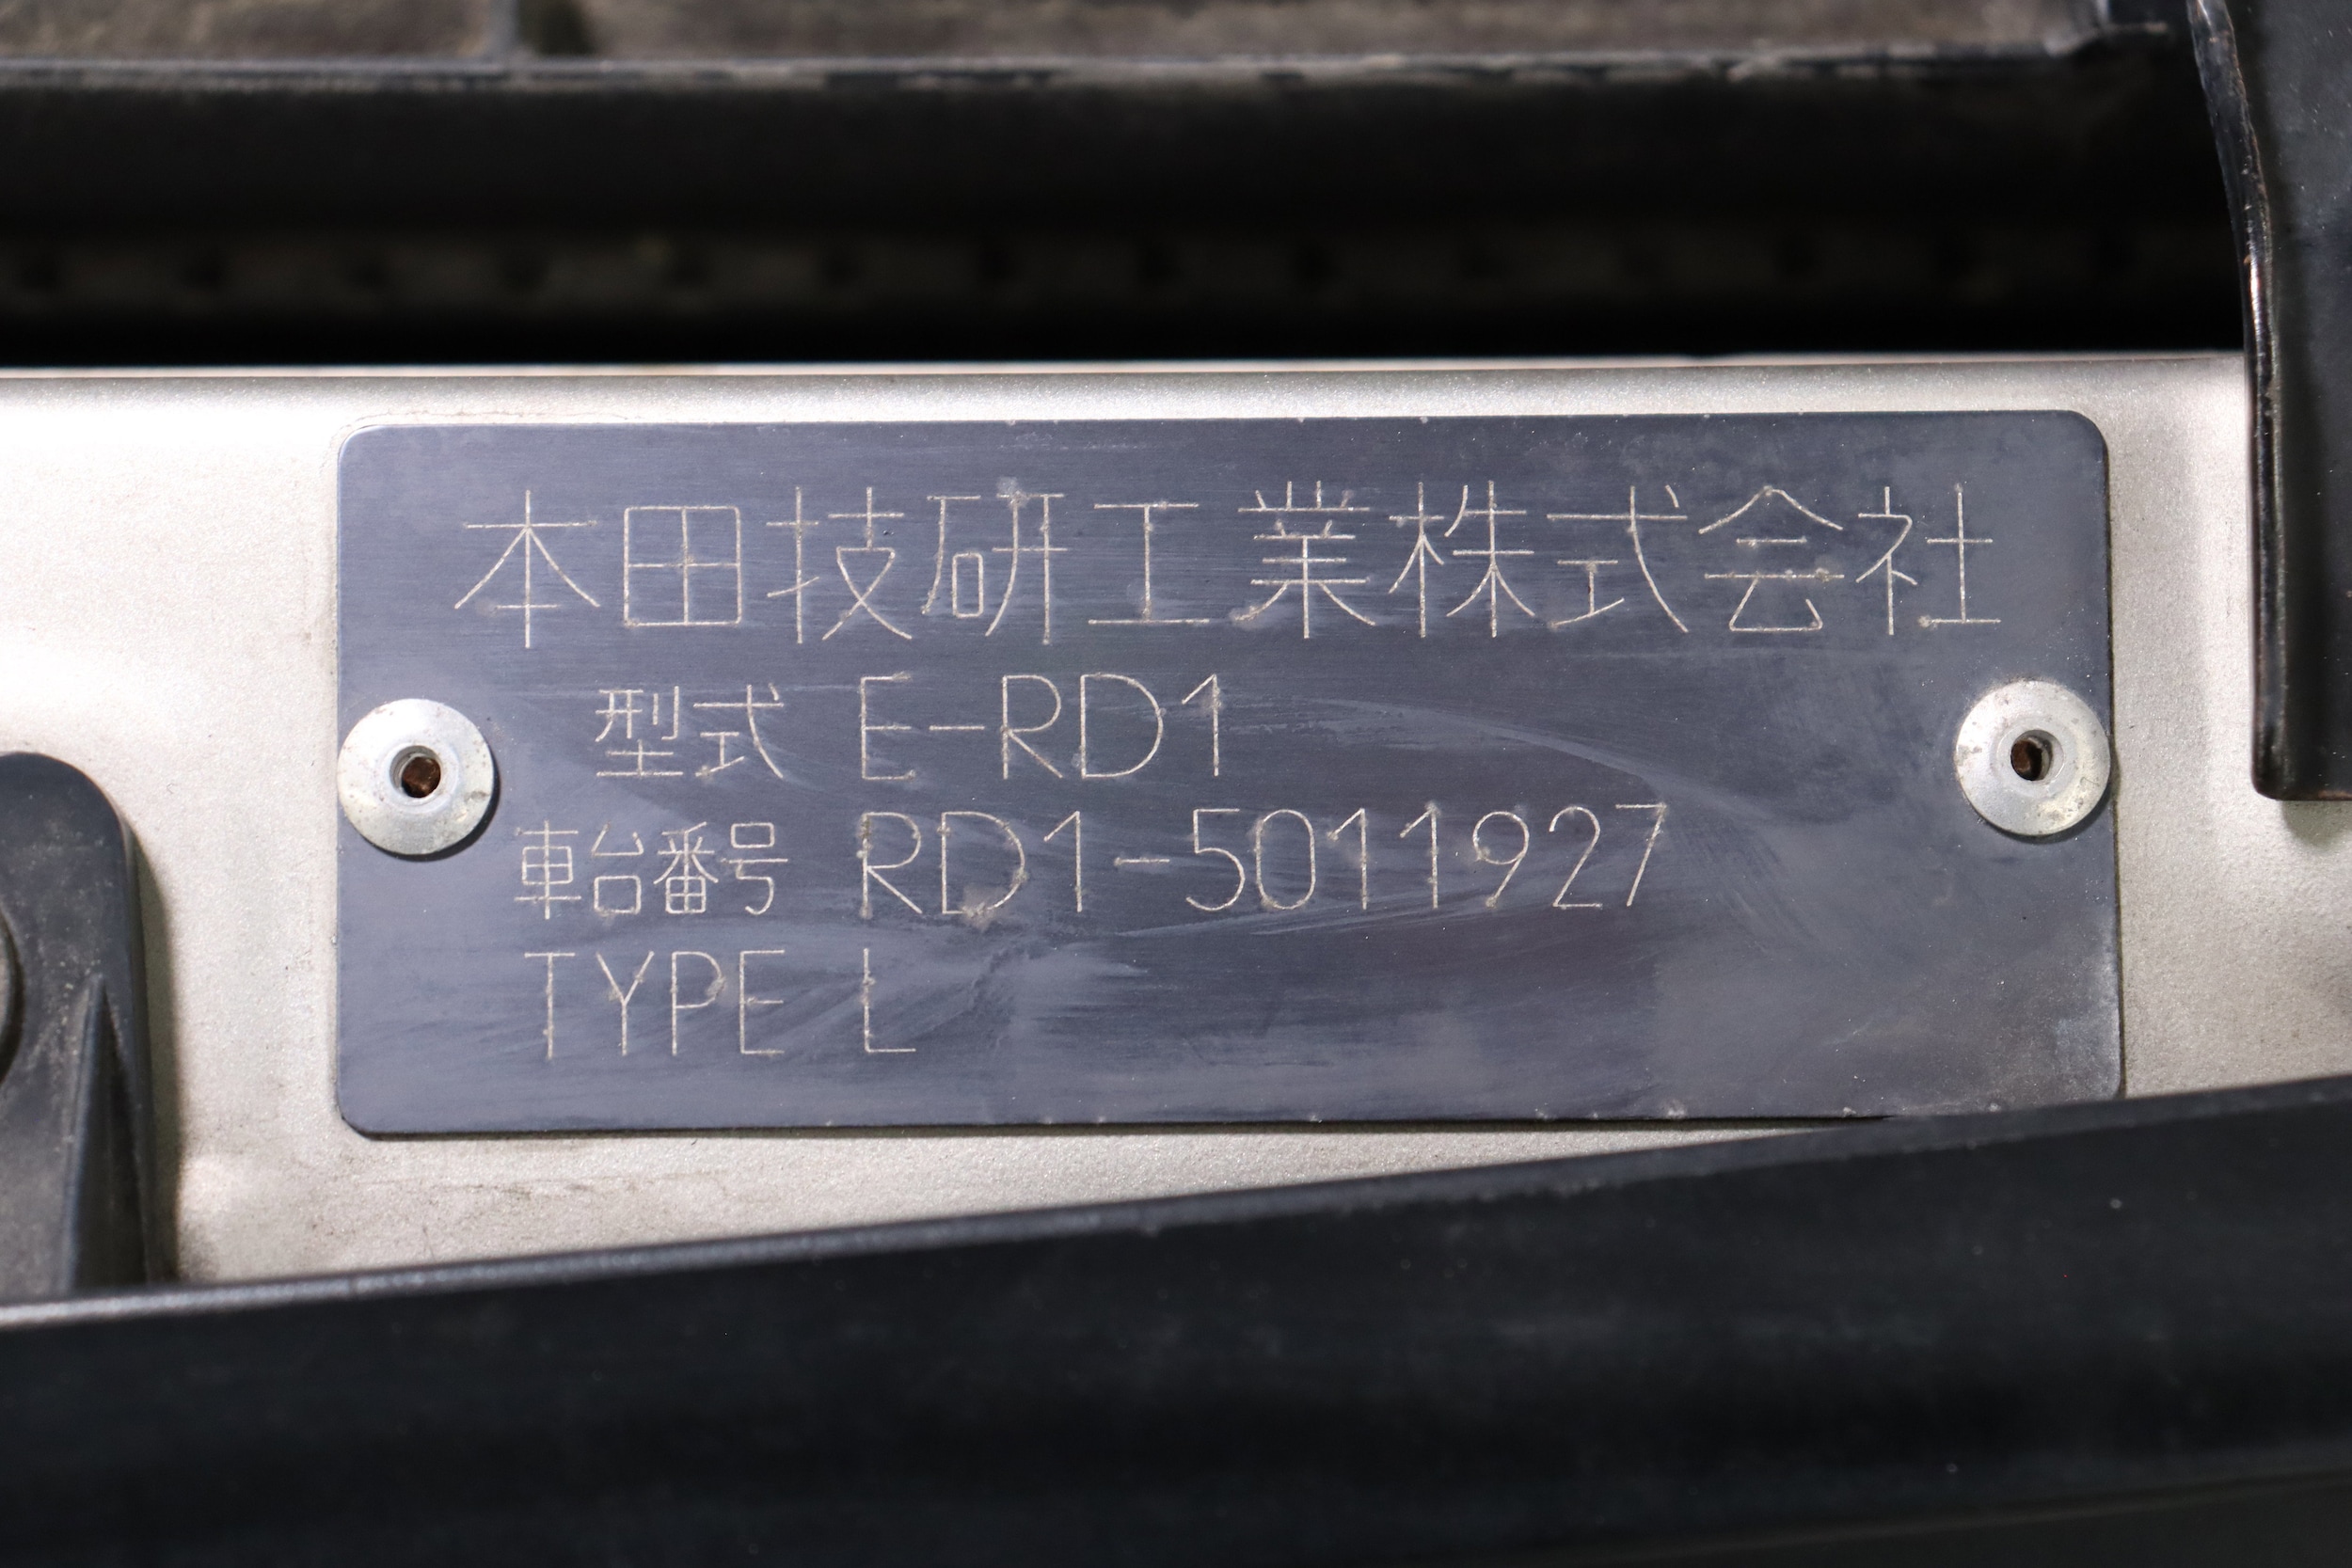 本田技研工業株式会社
型式 E-RD1
車台番号 RD1-5011927
TYPE L